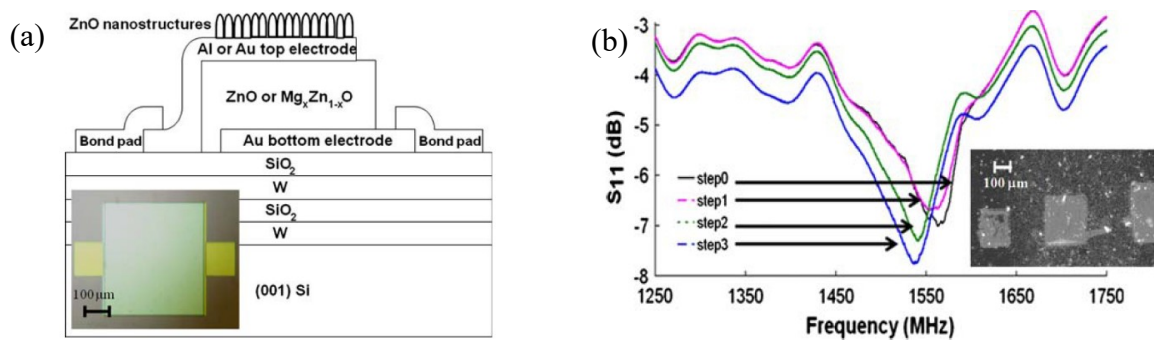 (a)
ZnO nanostructures
Al or Au top electrode
ZnO or MgxZn1-xO
Bond pad
Au bottom electrode
Bond pad
SiO2
W
SiO2
W
(001) Si
100 µm
(b)
S11 (dB)
-3
-4
-5
-6
-7
-8
step0
step1
step2
step3
100 µm
1250
1350
1450
1550
1650
1750
Frequency (MHz)